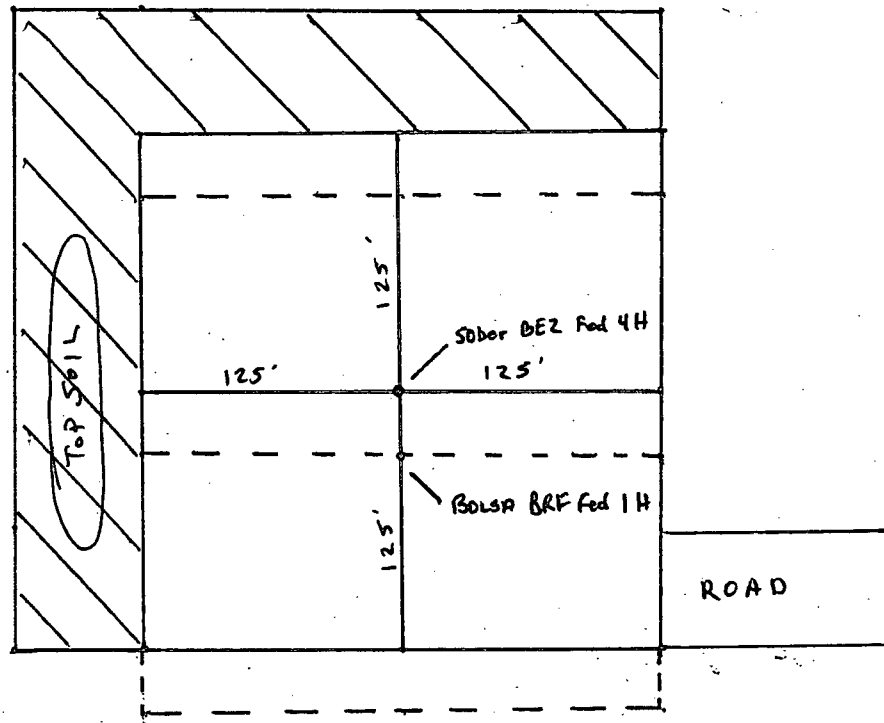 125'
Sober BEZ Fed 4H
125'
125'
TOP SOIL
BOLSA BRF Fed 1H
125'
ROAD